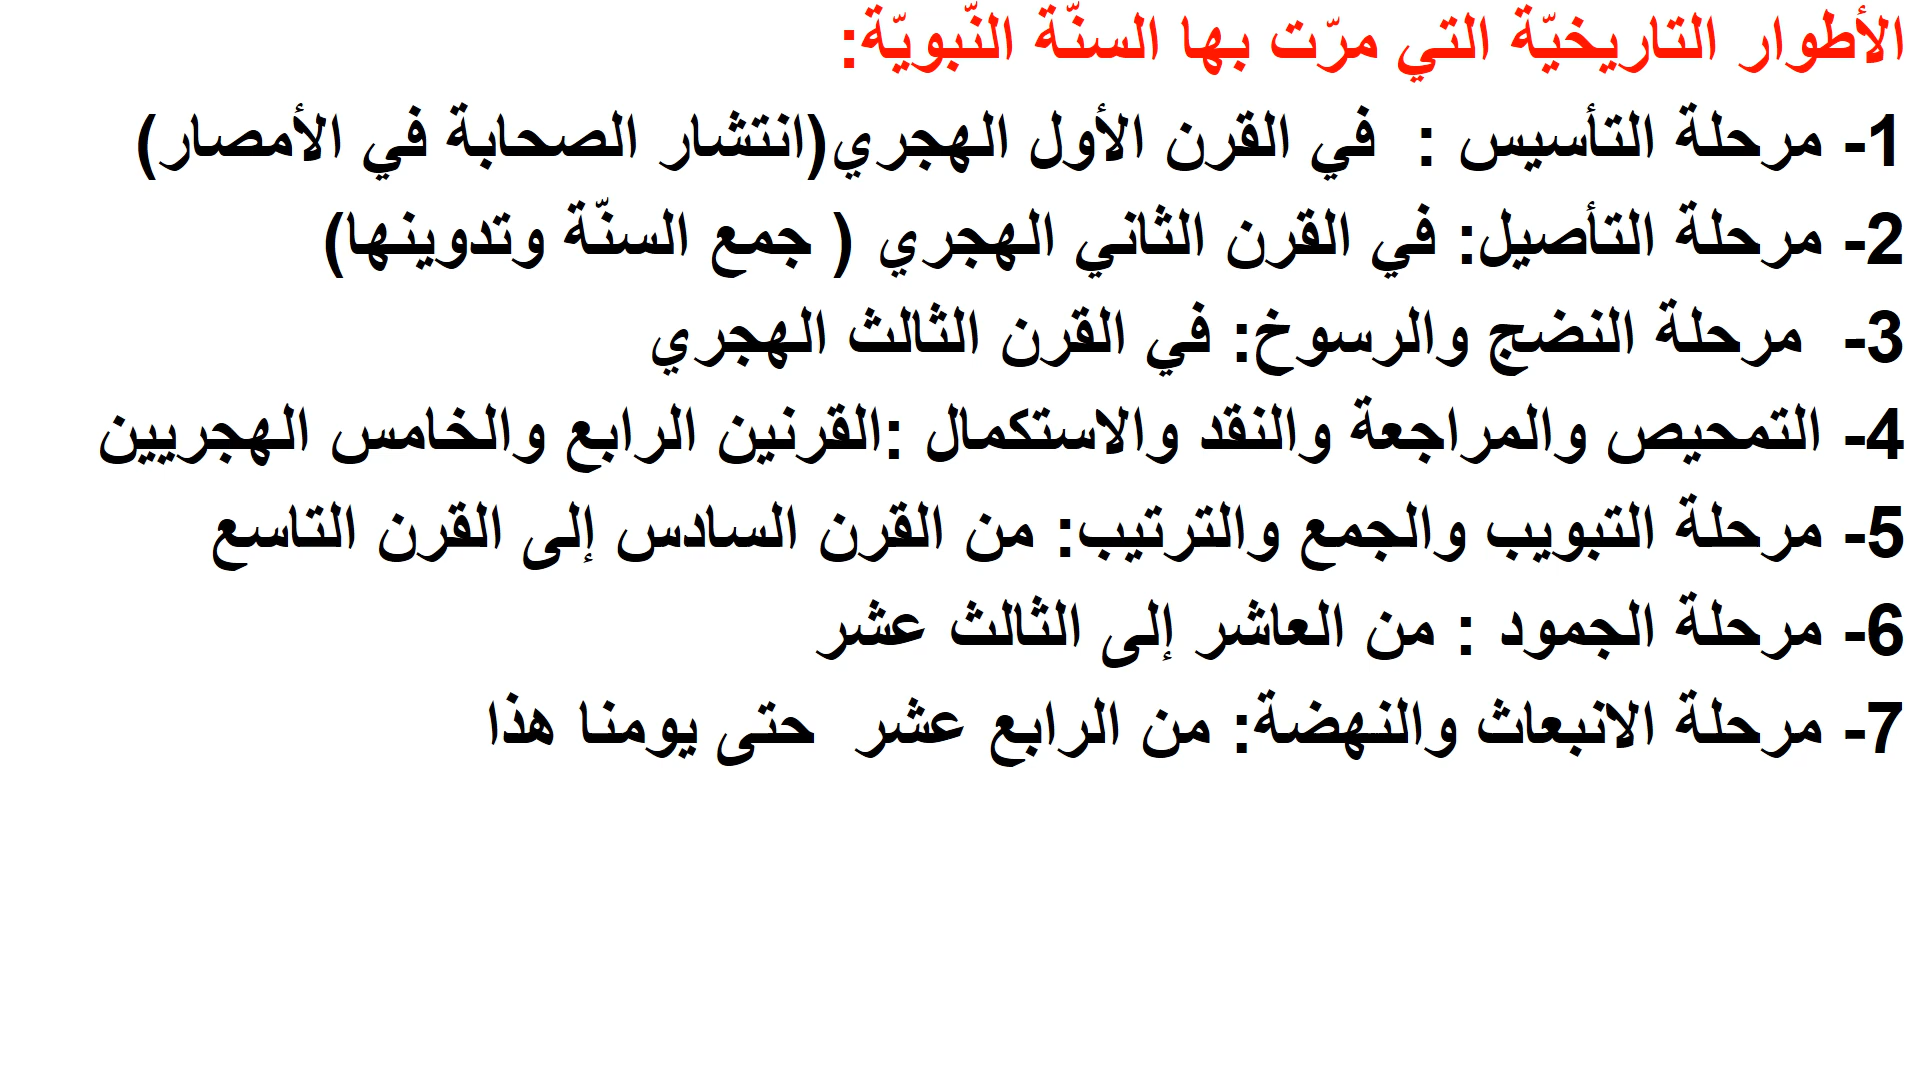 الأطوار التاريخيّة التي مرّت بها السنّة النّبويّة:
1- مرحلة التأسيس : في القرن الأول الهجري(انتشار الصحابة في الأمصار)
2- مرحلة التأصيل: في القرن الثاني الهجري ( جمع السنّة وتدوينها)
3- مرحلة النضج والرسوخ: في القرن الثالث الهجري
4- التمحيص والمراجعة والنقد والاستكمال :القرنين الرابع والخامس الهجريين
5- مرحلة التبويب والجمع والترتيب: من القرن السادس إلى القرن التاسع
6- مرحلة الجمود : من العاشر إلى الثالث عشر
7- مرحلة الانبعاث والنهضة: من الرابع عشر حتى يومنا هذا